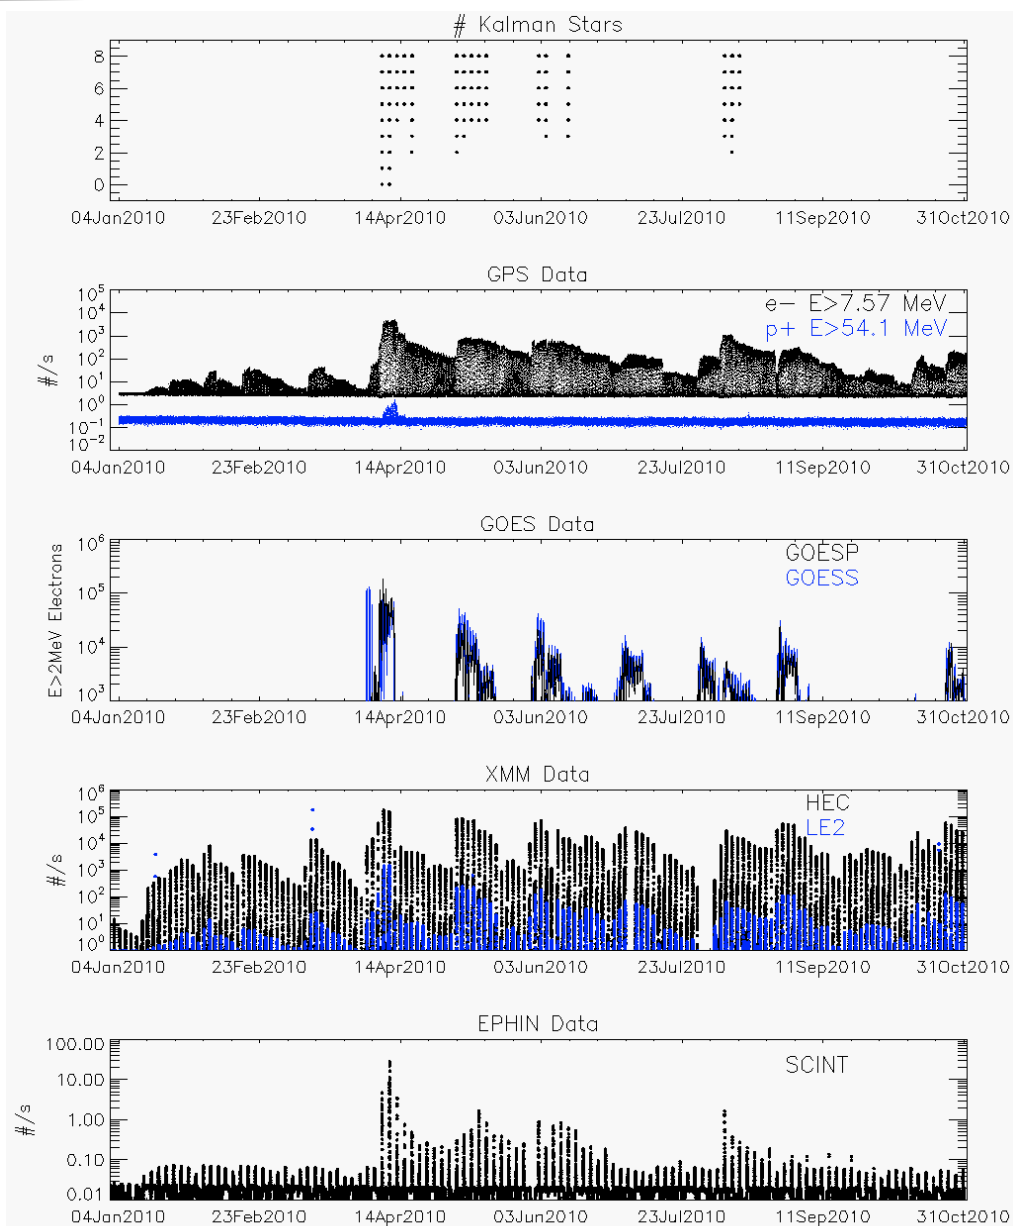 # Kalman Stars
8
6
4
2
0
04Jan2010 23Feb2010 14Apr2010 03Jun2010 23Jul2010 11Sep2010 31Oct2010
GPS Data
10^5
10^4
10^3
10^2
10^1
10^0
10^-1
10^-2
#/s
e- E>7.57 MeV
p+ E>54.1 MeV
04Jan2010 23Feb2010 14Apr2010 03Jun2010 23Jul2010 11Sep2010 31Oct2010
GOES Data
10^6
10^5
10^4
10^3
E>2MeV Electrons
GOESP
GOESS
04Jan2010 23Feb2010 14Apr2010 03Jun2010 23Jul2010 11Sep2010 31Oct2010
XMM Data
10^6
10^5
10^4
10^3
10^2
10^1
10^0
#/s
HEC
LE2
04Jan2010 23Feb2010 14Apr2010 03Jun2010 23Jul2010 11Sep2010 31Oct2010
EPHIN Data
100.00
10.00
1.00
0.10
0.01
#/s
SCINT
04Jan2010 23Feb2010 14Apr2010 03Jun2010 23Jul2010 11Sep2010 31Oct2010